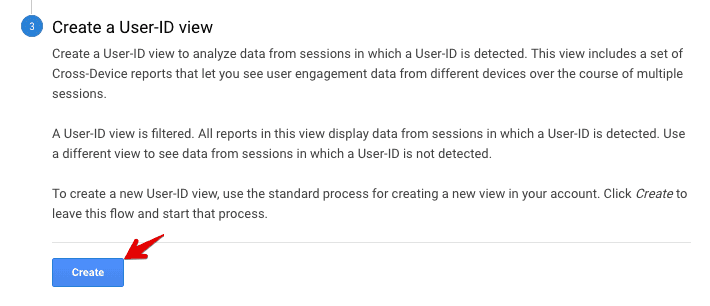 3
Create a User-ID view
Create a User-ID view to analyze data from sessions in which a User-ID is detected. This view includes a set of
Cross-Device reports that let you see user engagement data from different devices over the course of multiple
sessions.
A User-ID view is filtered. All reports in this view display data from sessions in which a User-ID is detected. Use
a different view to see data from sessions in which a User-ID is not detected.
To create a new User-ID view, use the standard process for creating a new view in your account. Click Create to
leave this flow and start that process.
Create